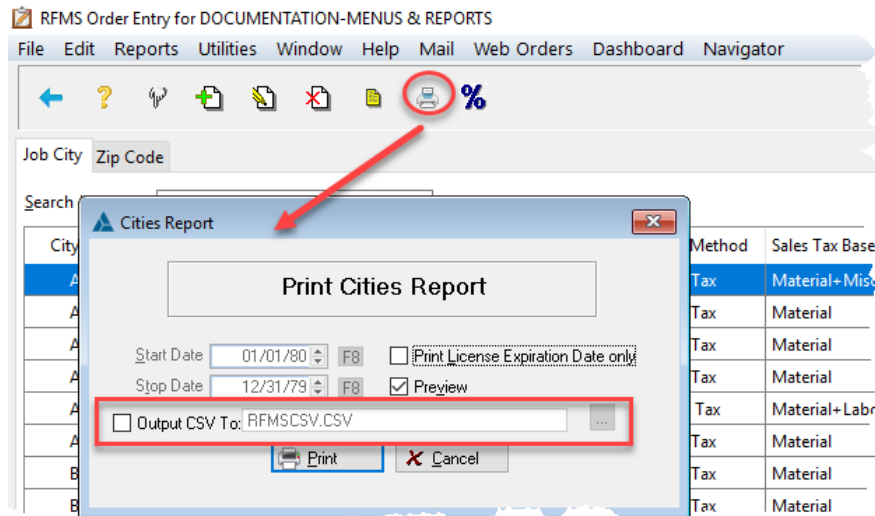 RFMS Order Entry for DOCUMENTATION-MENUS & REPORTS
File Edit Reports Utilities Window Help Mail Web Orders Dashboard Navigator
?
%
Job City Zip Code
Search
Cities Report
City
Method Sales Tax Base
Print Cities Report
A
Tax Material+Misc
A
Tax Material
A
Tax Material
Start Date 01/01/80 F8 Print License Expiration Date only
A
Tax Material
Stop Date 12/31/79 F8 Preview
A
Tax Material+Labo
Output CSV To: RFMSCSV.CSV ...
A
Tax Material
Print Cancel
B
Tax Material
B
Tax Material